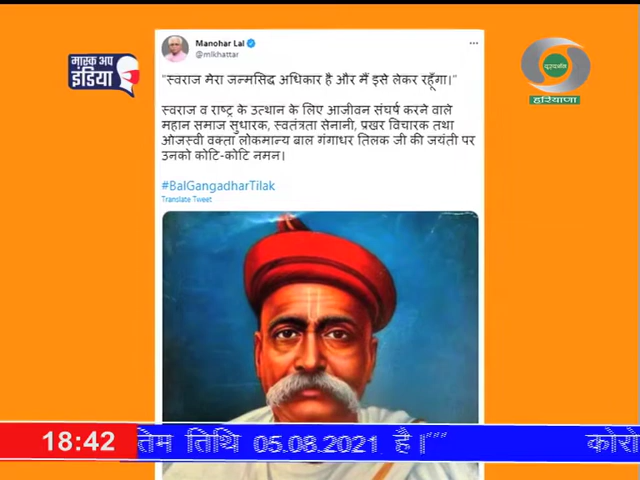 मास्क अप
इंडिया
Manohar Lal
@mlkhattar
"स्वराज मेरा जन्मसिद्ध अधिकार है और मैं इसे लेकर रहूँगा।"
स्वराज व राष्ट्र के उत्थान के लिए आजीवन संघर्ष करने वाले
महान समाज सुधारक, स्वतंत्रता सेनानी, प्रखर विचारक तथा
ओजस्वी वक्ता लोकमान्य बाल गंगाधर तिलक जी की जयंती पर
उनको कोटि-कोटि नमन।
#BalGangadharTilak
Translate Tweet
दूरदर्शन
हरियाणा
18:42
तिम तिथि 05.08.2021 है।"" कोरो